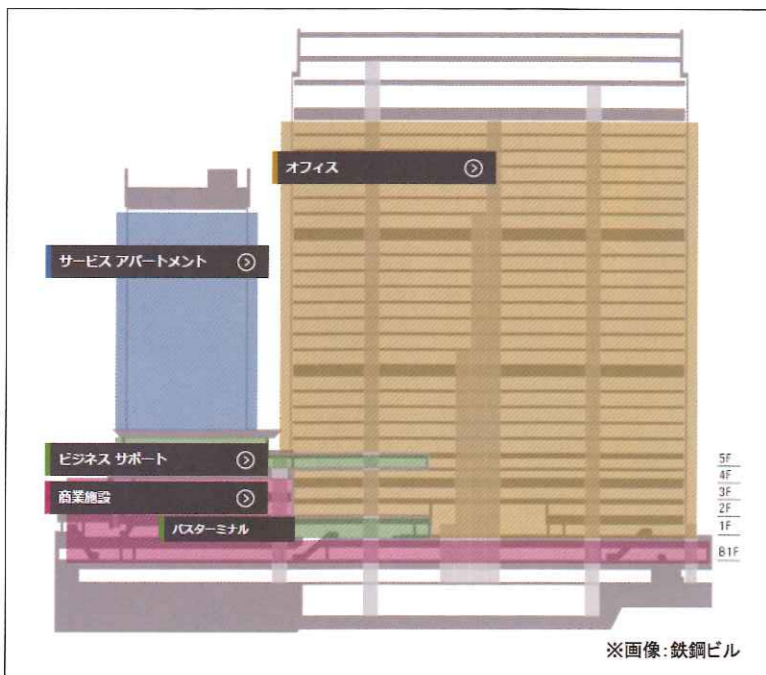 オフィス
サービス アパートメント
ビジネス サポート
商業施設
バスターミナル
5F
4F
3F
2F
1F
B1F
※画像:鉄鋼ビル